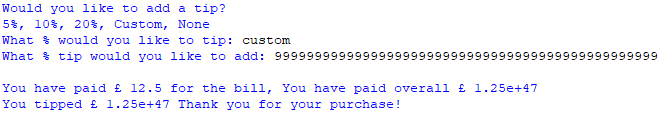 Would you like to add a tip?
5%, 10%, 20%, Custom, None
What % would you like to tip: custom
What % tip would you like to add: 999999999999999999999999999999999999999999999999
You have paid £ 12.5 for the bill, You have paid overall £ 1.25e+47
You tipped £ 1.25e+47 Thank you for your purchase!